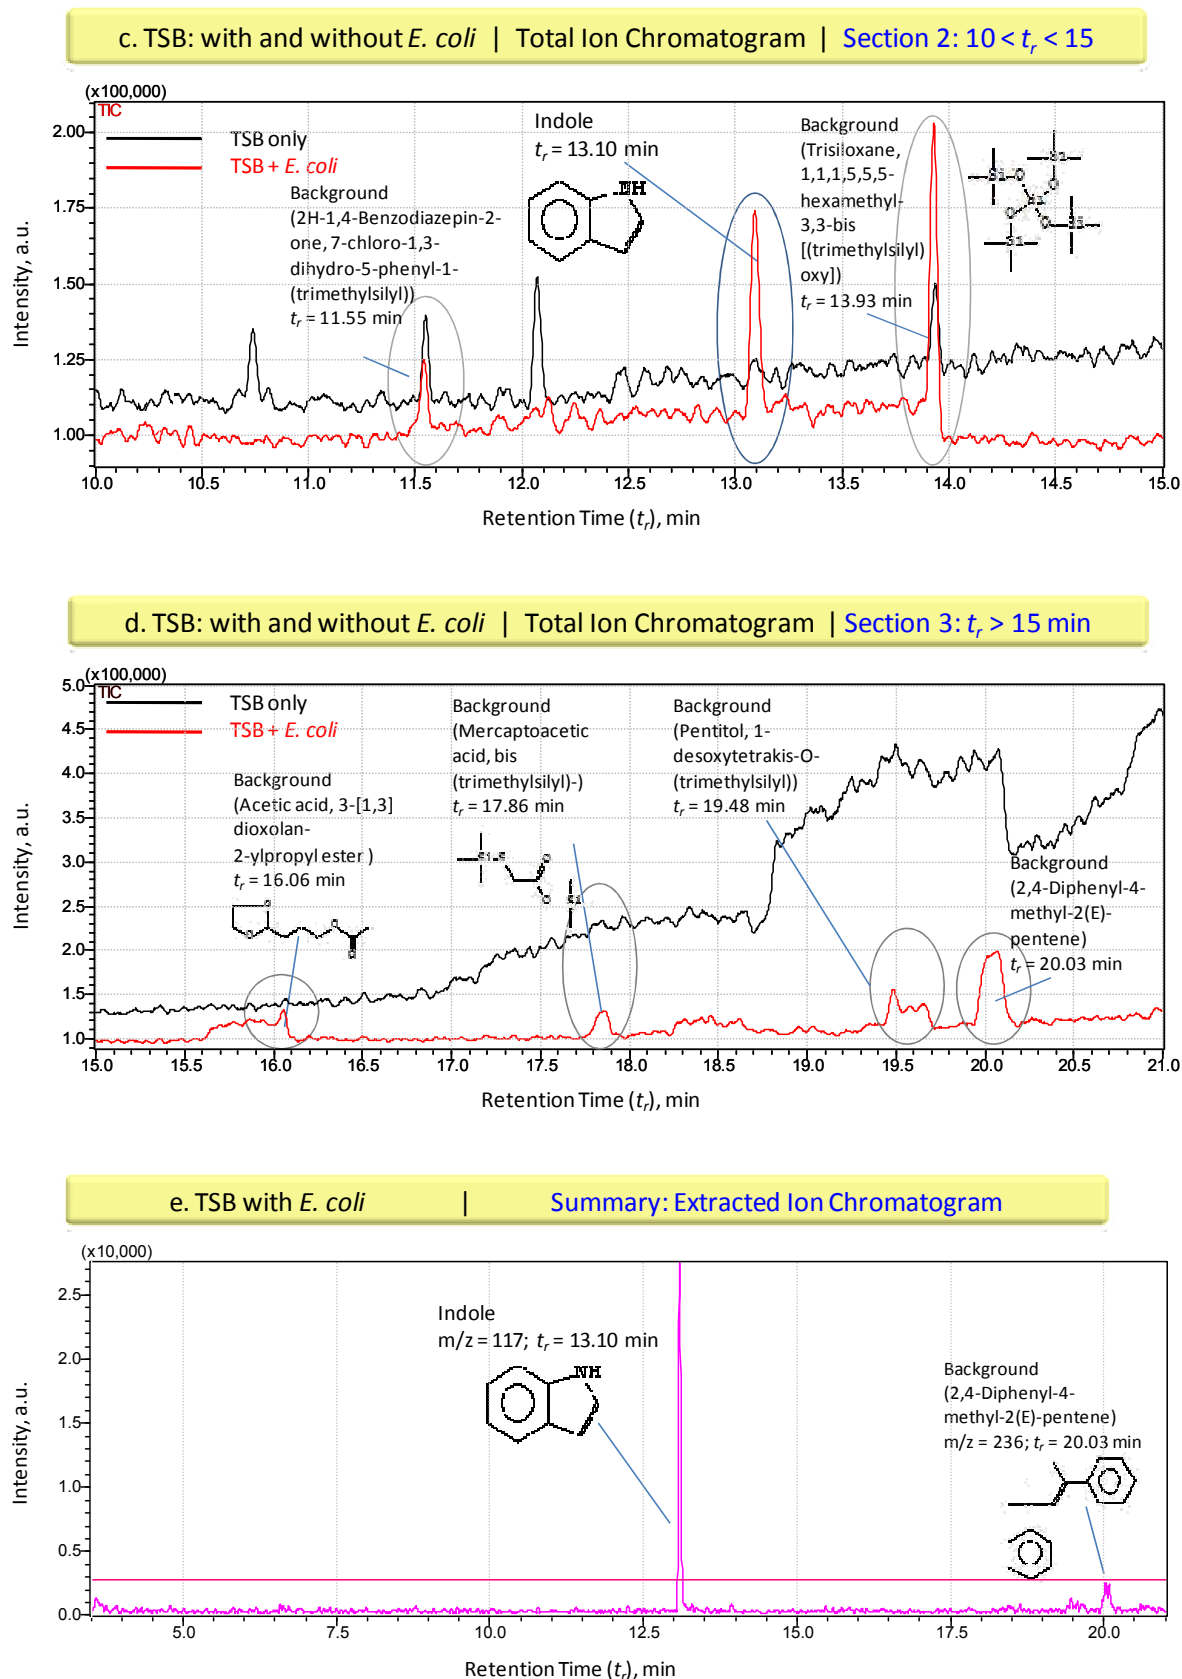 c. TSB: with and without E. coli | Total Ion Chromatogram | Section 2: 10 < tr < 15
(x100,000)
TIC
TSB only
TSB + E. coli
Background
(2H-1,4-Benzodiazepin-2-
one, 7-chloro-1,3-
dihydro-5-phenyl-1-
(trimethylsilyl))
tr = 11.55 min
Indole
tr = 13.10 min
NH
Background
(Trisiloxane,
1,1,1,5,5,5-
hexamethyl-
3,3-bis
[(trimethylsilyl)
oxy])
tr = 13.93 min
Si
Si O O
Si
O O Si
Si
2.00
1.75
1.50
1.25
1.00
Intensity, a.u.
10.0 10.5 11.0 11.5 12.0 12.5 13.0 13.5 14.0 14.5 15.0
Retention Time (tr), min
d. TSB: with and without E. coli | Total Ion Chromatogram | Section 3: tr > 15 min
(x100,000)
TIC
TSB only
TSB + E. coli
Background
(Acetic acid, 3-[1,3]
dioxolan-
2-ylpropyl ester )
tr = 16.06 min
O
O O
O
Background
(Mercaptoacetic
acid, bis
(trimethylsilyl)-)
tr = 17.86 min
Si S O
O
Si
Background
(Pentitol, 1-
desoxytetrakis-O-
(trimethylsilyl))
tr = 19.48 min
Background
(2,4-Diphenyl-4-
methyl-2(E)-
pentene)
tr = 20.03 min
5.0
4.5
4.0
3.5
3.0
2.5
2.0
1.5
1.0
Intensity, a.u.
15.0 15.5 16.0 16.5 17.0 17.5 18.0 18.5 19.0 19.5 20.0 20.5 21.0
Retention Time (tr), min
e. TSB with E. coli | Summary: Extracted Ion Chromatogram
(x10,000)
Indole
m/z = 117; tr = 13.10 min
NH
Background
(2,4-Diphenyl-4-
methyl-2(E)-pentene)
m/z = 236; tr = 20.03 min
2.5
2.0
1.5
1.0
0.5
0.0
Intensity, a.u.
5.0 7.5 10.0 12.5 15.0 17.5 20.0
Retention Time (tr), min